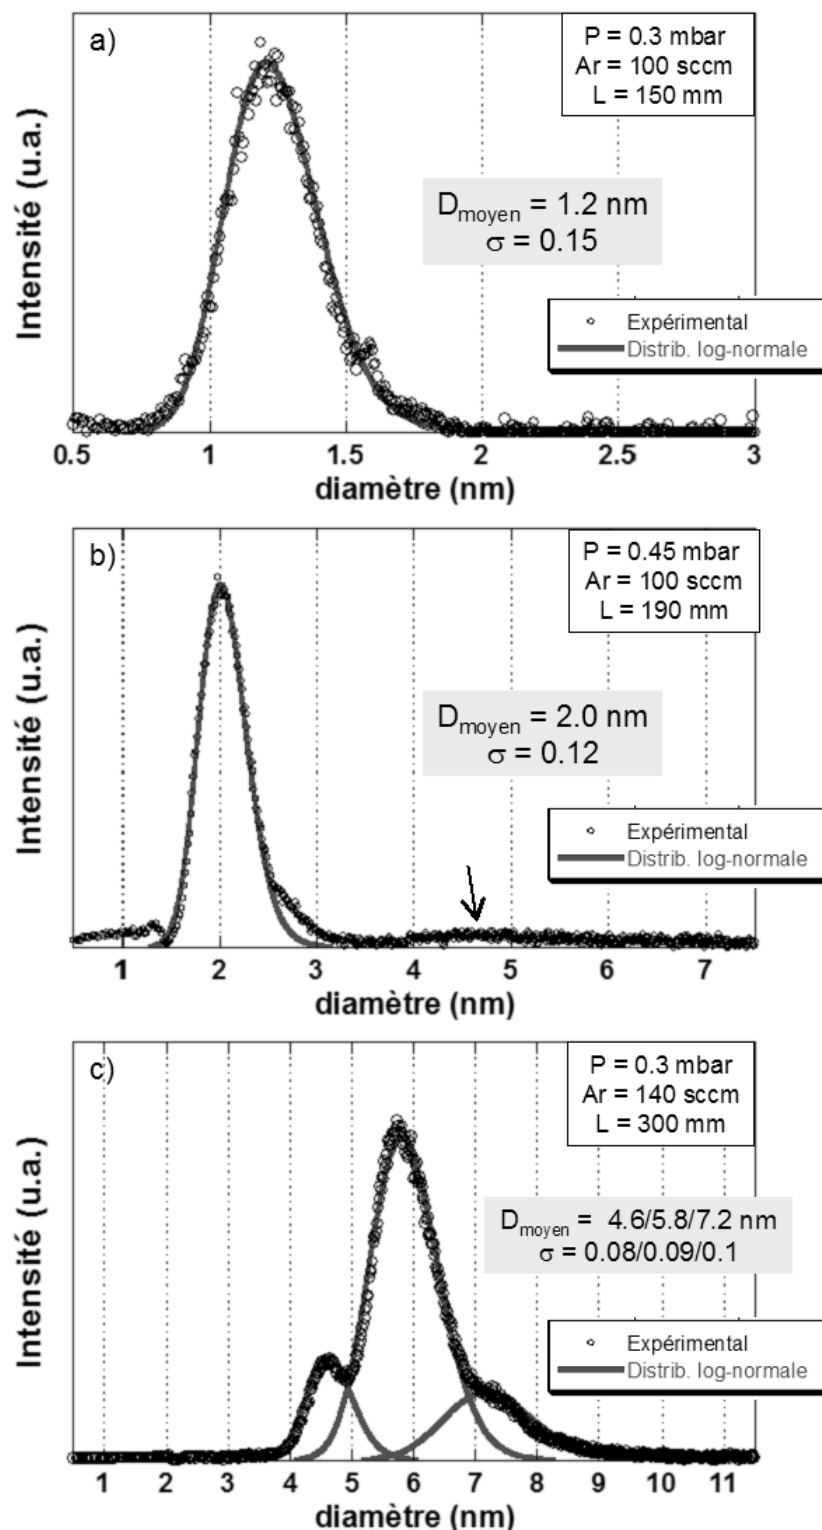 a)
P = 0.3 mbar
Ar = 100 sccm
L = 150 mm
D moyen = 1.2 nm
σ = 0.15
Expérimental
Distrib. log-normale
Intensité (u.a.)
0.5 1 1.5 2 2.5 3
diamètre (nm)
b)
P = 0.45 mbar
Ar = 100 sccm
L = 190 mm
D moyen = 2.0 nm
σ = 0.12
Expérimental
Distrib. log-normale
Intensité (u.a.)
1 2 3 4 5 6 7
diamètre (nm)
c)
P = 0.3 mbar
Ar = 140 sccm
L = 300 mm
D moyen = 4.6/5.8/7.2 nm
σ = 0.08/0.09/0.1
Expérimental
Distrib. log-normale
Intensité (u.a.)
1 2 3 4 5 6 7 8 9 10 11
diamètre (nm)